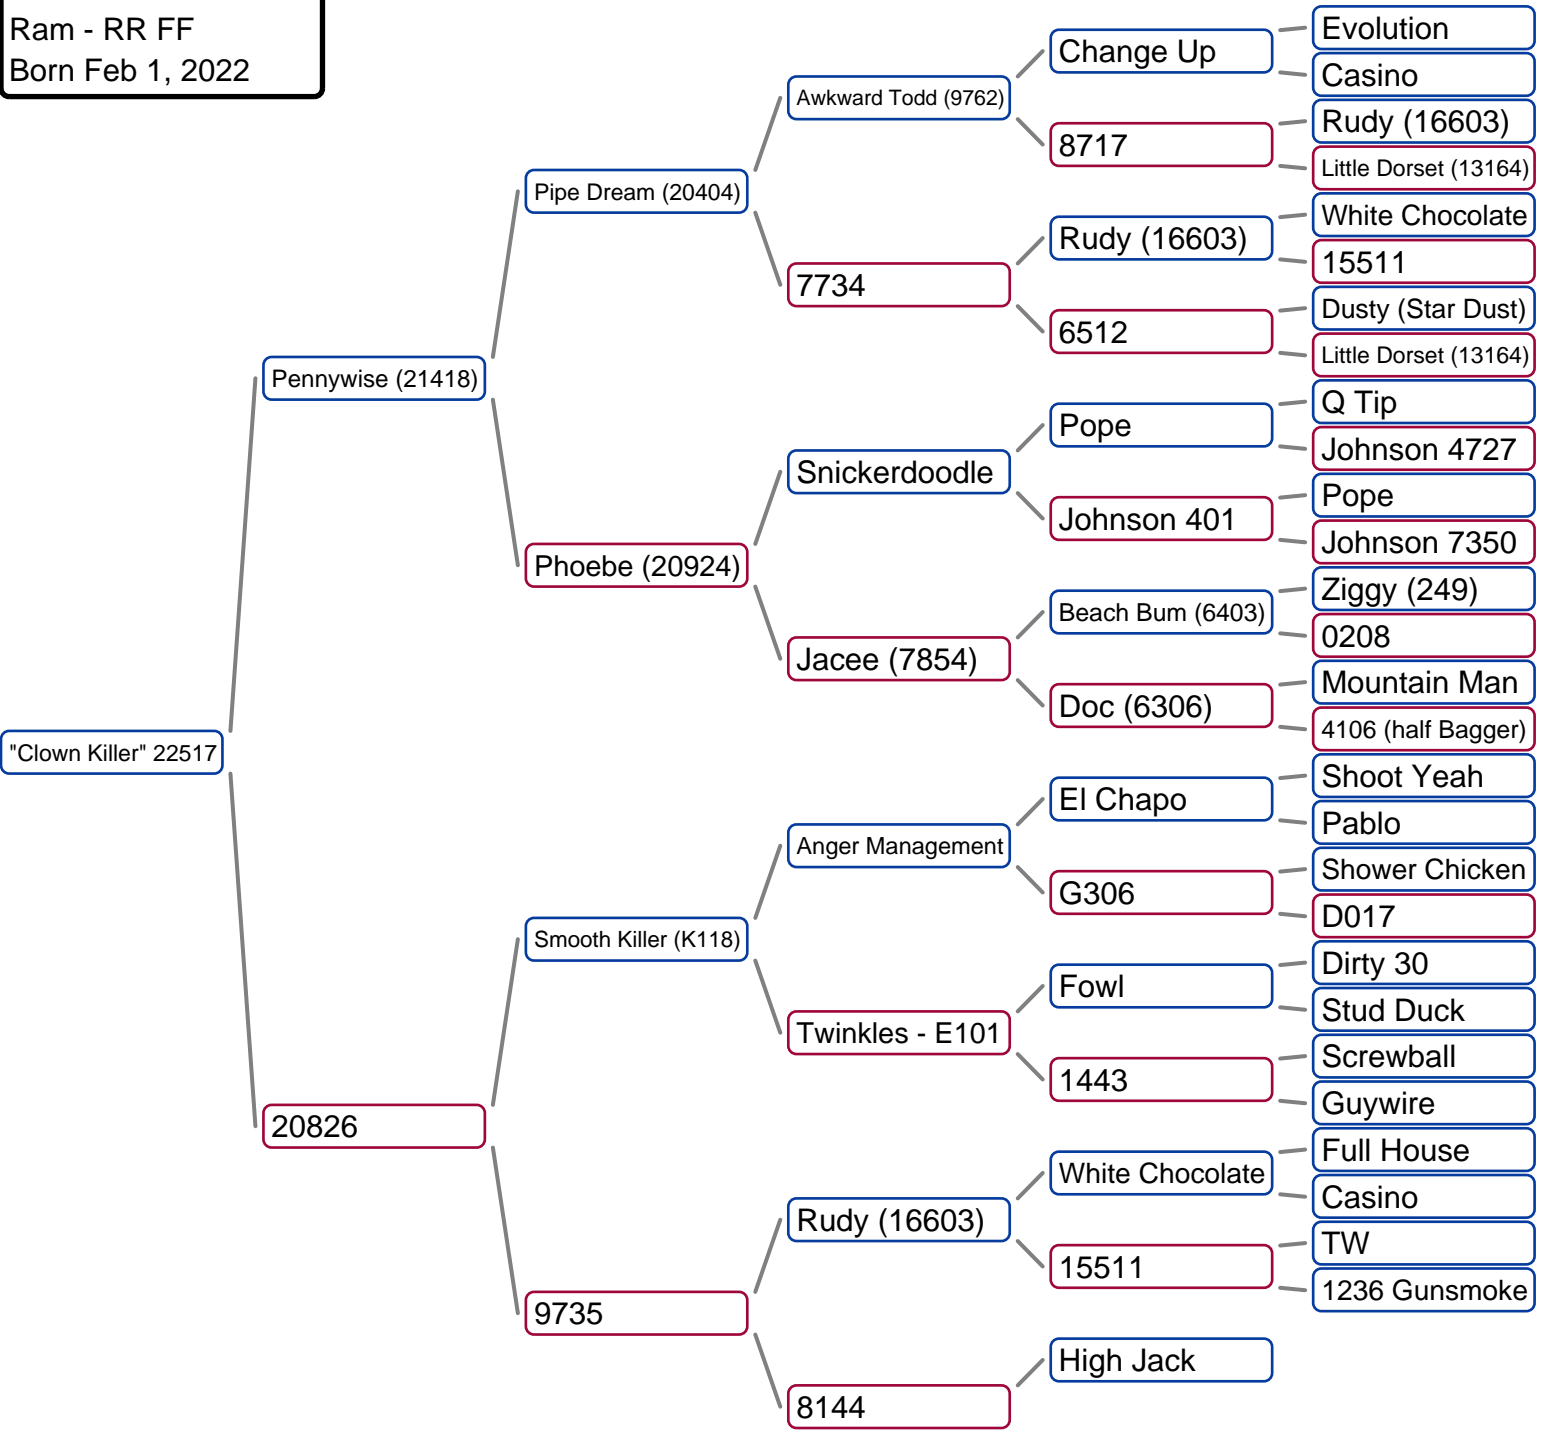 Ram - RR FF
Born Feb 1, 2022
"Clown Killer" 22517
Pennywise (21418)
20826
Pipe Dream (20404)
Phoebe (20924)
Smooth Killer (K118)
9735
Awkward Todd (9762)
7734
Snickerdoodle
Jacee (7854)
Anger Management
Twinkles - E101
Rudy (16603)
8144
Change Up
8717
Rudy (16603)
6512
Pope
Johnson 401
Beach Bum (6403)
Doc (6306)
El Chapo
G306
Fowl
1443
White Chocolate
15511
High Jack
Evolution
Casino
Rudy (16603)
Little Dorset (13164)
White Chocolate
15511
Dusty (Star Dust)
Little Dorset (13164)
Q Tip
Johnson 4727
Pope
Johnson 7350
Ziggy (249)
0208
Mountain Man
4106 (half Bagger)
Shoot Yeah
Pablo
Shower Chicken
D017
Dirty 30
Stud Duck
Screwball
Guywire
Full House
Casino
TW
1236 Gunsmoke